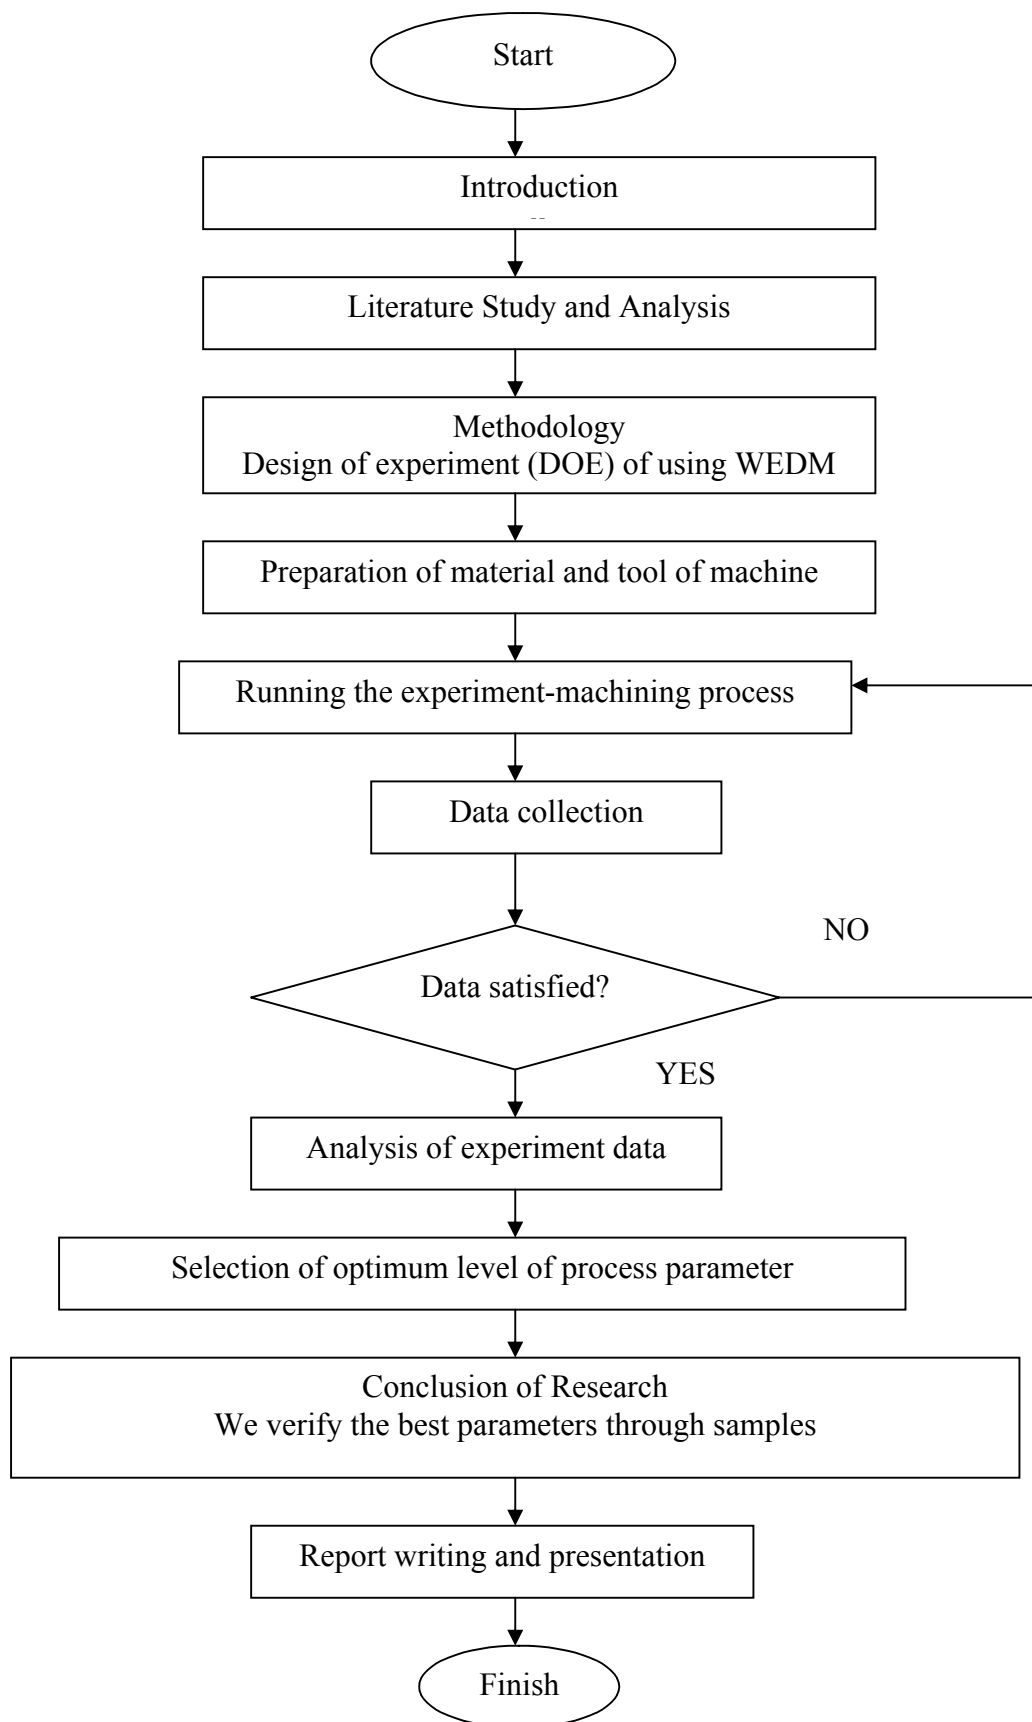 Start
Introduction
--
Literature Study and Analysis
Methodology
Design of experiment (DOE) of using WEDM
Preparation of material and tool of machine
Running the experiment-machining process
Data collection
NO
Data satisfied?
YES
Analysis of experiment data
Selection of optimum level of process parameter
Conclusion of Research
We verify the best parameters through samples
Report writing and presentation
Finish